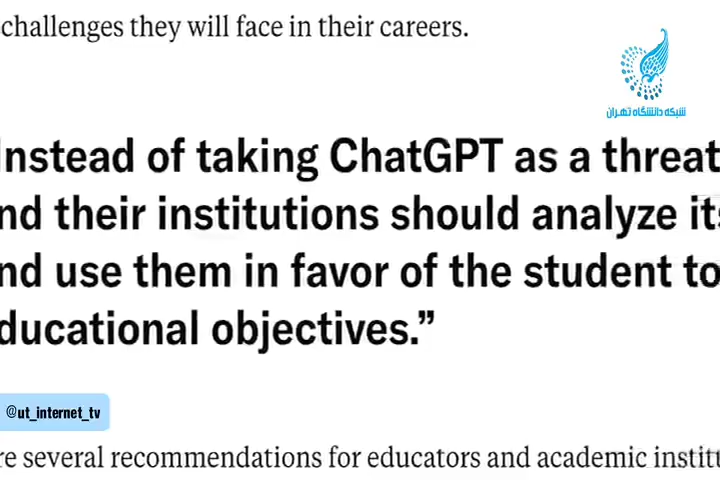 challenges they will face in their careers.
شبکه دانشگاه تهران
Instead of taking ChatGPT as a threat
nd their institutions should analyze its
nd use them in favor of the student to
ducational objectives.”
@ut_internet_tv
re several recommendations for educators and academic institu